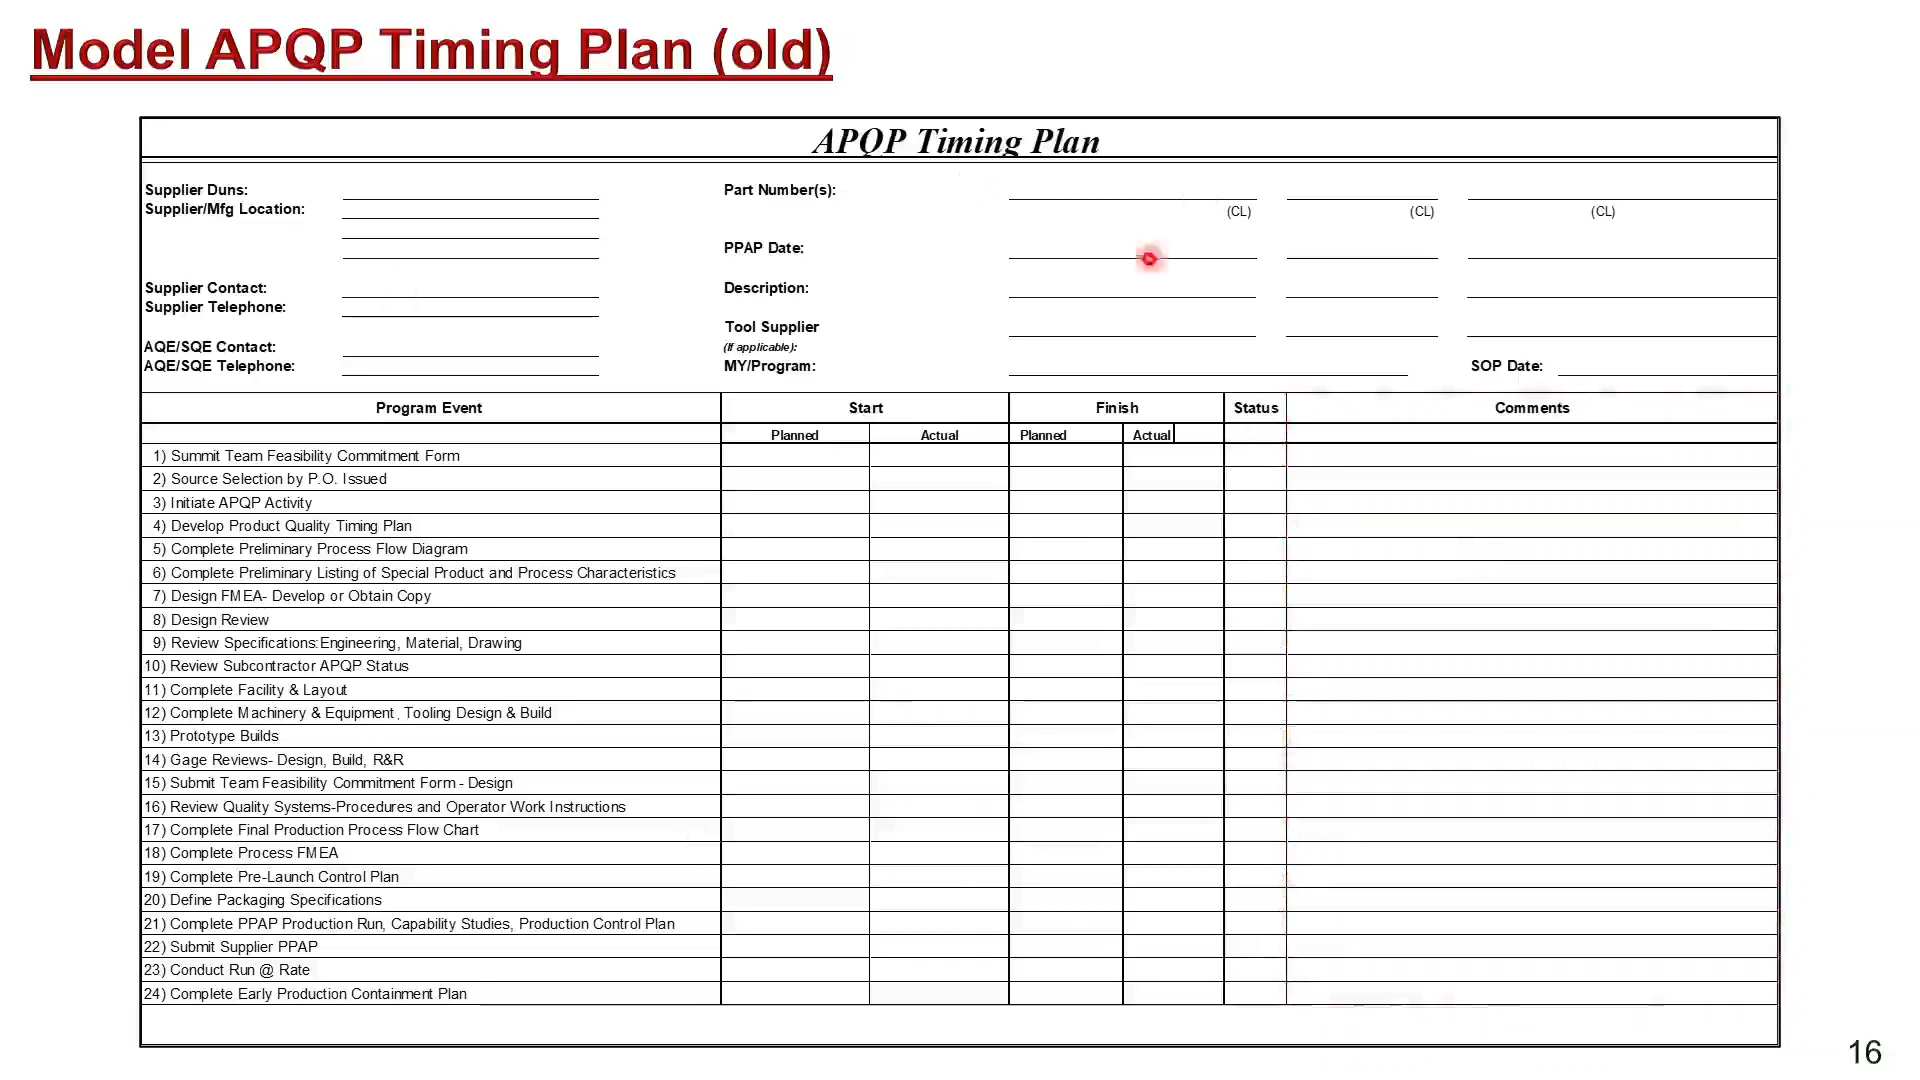 Model APQP Timing Plan (old)
APQP Timing Plan
Supplier Duns:
Part Number(s):
Supplier/Mfg Location:
(CL) (CL) (CL)
PPAP Date:
Supplier Contact:
Description:
Supplier Telephone:
Tool Supplier
AQE/SQE Contact:
(If applicable):
AQE/SQE Telephone:
MY/Program:
SOP Date:
Program Event Start Finish Status Comments
Planned Actual Planned Actual
1) Summit Team Feasibility Commitment Form
2) Source Selection by P.O. Issued
3) Initiate APQP Activity
4) Develop Product Quality Timing Plan
5) Complete Preliminary Process Flow Diagram
6) Complete Preliminary Listing of Special Product and Process Characteristics
7) Design FMEA- Develop or Obtain Copy
8) Design Review
9) Review Specifications:Engineering, Material, Drawing
10) Review Subcontractor APQP Status
11) Complete Facility & Layout
12) Complete Machinery & Equipment , Tooling Design & Build
13) Prototype Builds
14) Gage Reviews- Design, Build, R&R
15) Submit Team Feasibility Commitment Form - Design
16) Review Quality Systems-Procedures and Operator Work Instructions
17) Complete Final Production Process Flow Chart
18) Complete Process FMEA
19) Complete Pre-Launch Control Plan
20) Define Packaging Specifications
21) Complete PPAP Production Run, Capability Studies, Production Control Plan
22) Submit Supplier PPAP
23) Conduct Run @ Rate
24) Complete Early Production Containment Plan
16